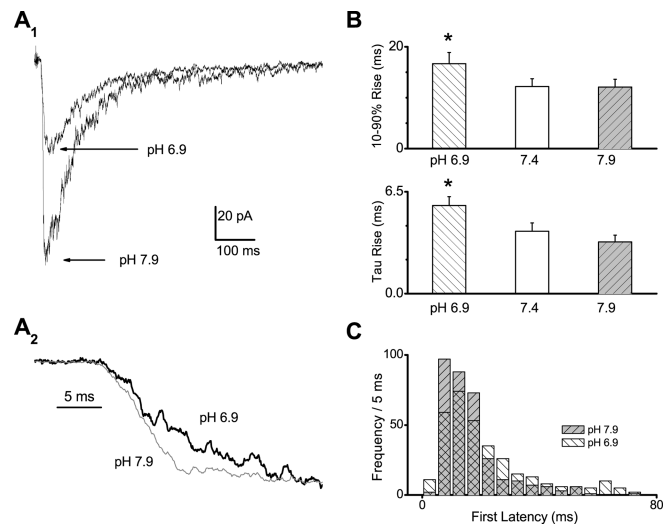 A1
pH 6.9
pH 7.9
20 pA
100 ms
A2
5 ms
pH 6.9
pH 7.9
B
*
10-90% Rise (ms)
20
0
pH 6.9 7.4 7.9
*
Tau Rise (ms)
6.5
0.0
pH 6.9 7.4 7.9
C
Frequency / 5 ms
100
50
0
pH 7.9
pH 6.9
0 80
First Latency (ms)